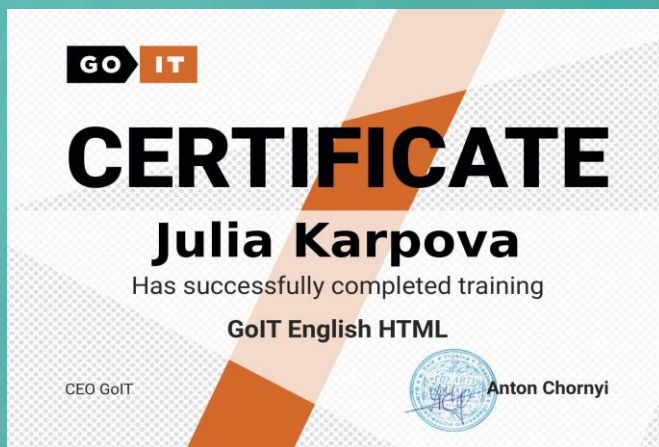 GO IT
CERTIFICATE
Julia Karpova
Has successfully completed training
GoIT English HTML
CEO GoIT
Anton Chornyi